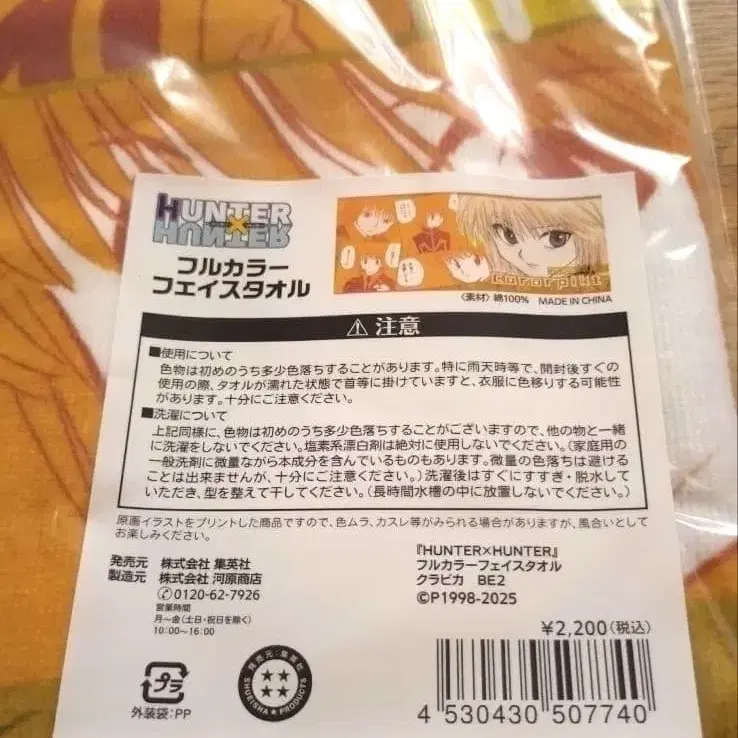 HUNTER×HUNTER
フルカラー
フェイスタオル
Kurorpikt
〈素材〉綿100% MADE IN CHINA
⚠注意
■使用について
色物は初めのうち多少色落ちすることがあります。特に雨天時等で、開封後すぐの
使用の際、タオルが濡れた状態で首等に掛けていますと、衣服に色移りする可能性
があります。十分にご注意ください。
■洗濯について
上記同様に、色物は初めのうち多少色落ちすることがございますので、他の物と一緒
に洗濯をしないでください。塩素系漂白剤は絶対に使用しないでください。(家庭用の
一般洗剤に微量ながら本成分を含んでいるものもあります。微量の色落ちは避ける
ことは出来ませんが、十分にご注意ください。)洗濯後はすぐにすすぎ・脱水して
いただき、型を整えて干してください。(長時間水槽の中に放置しないでください。)
原画イラストをプリントした商品ですので、色ムラ、カスレ等がみられる場合がありますが、風合いとして
お楽しみください。
発売元 株式会社 集英社
製造元 株式会社 河原商店
✆0120-62-7926
営業時間
月～金(土日・祝日を除く)
10:00～16:00
『HUNTER×HUNTER』
フルカラーフェイスタオル
クラピカ BE2
©P1998-2025
¥2,200(税込)
プラ
外装袋:PP
発売元:集英社
SHUEISHA★PRODUCTS
4 530430 507740